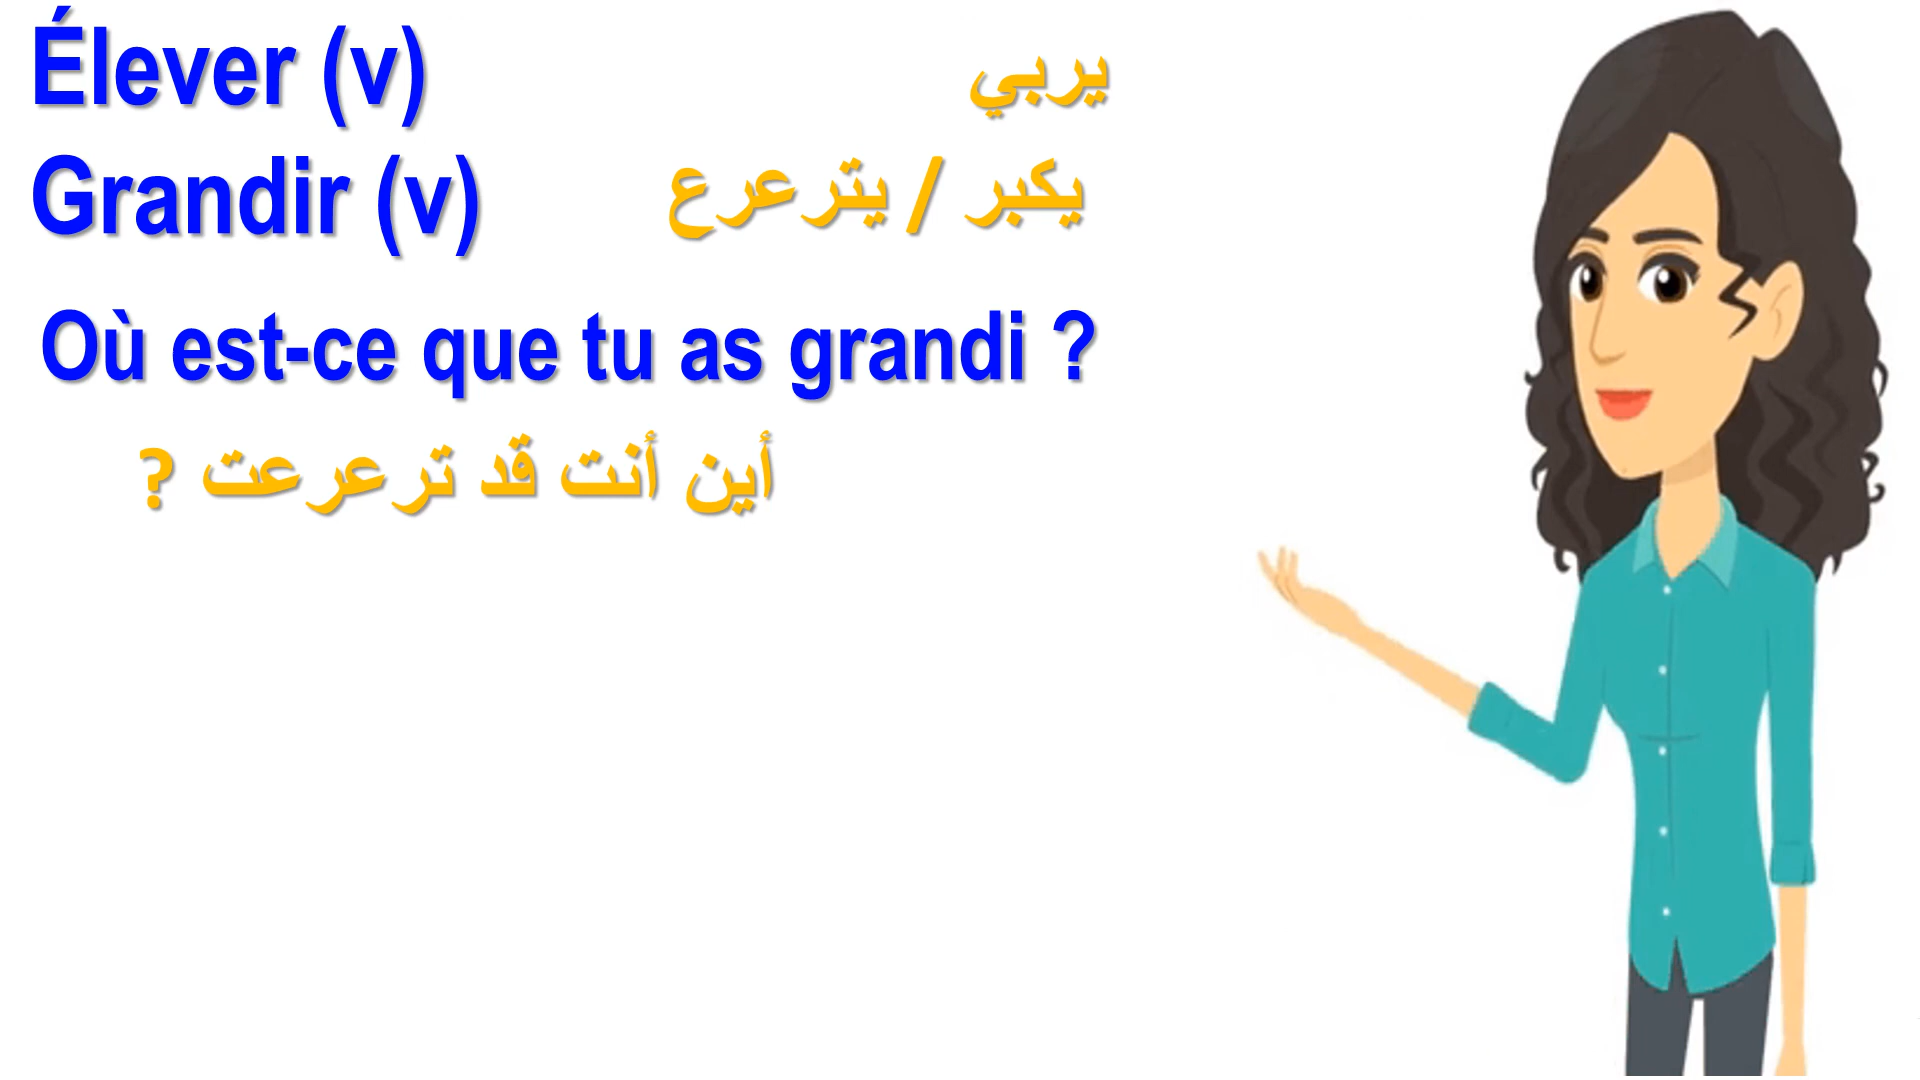 Élever (v) يربي
Grandir (v) يكبر / يترعرع
Où est-ce que tu as grandi ?
أين أنت قد ترعرعت ?